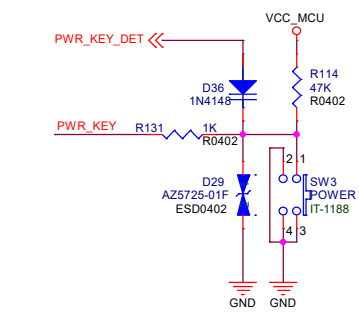 VCC_MCU
PWR_KEY_DET
R114
47K
R0402
D36
1N4148
PWR_KEY
R131
1K
R0402
2
1
D29
AZ5725-01F
ESD0402
SW3
POWER
IT-1188
4
3
GND
GND